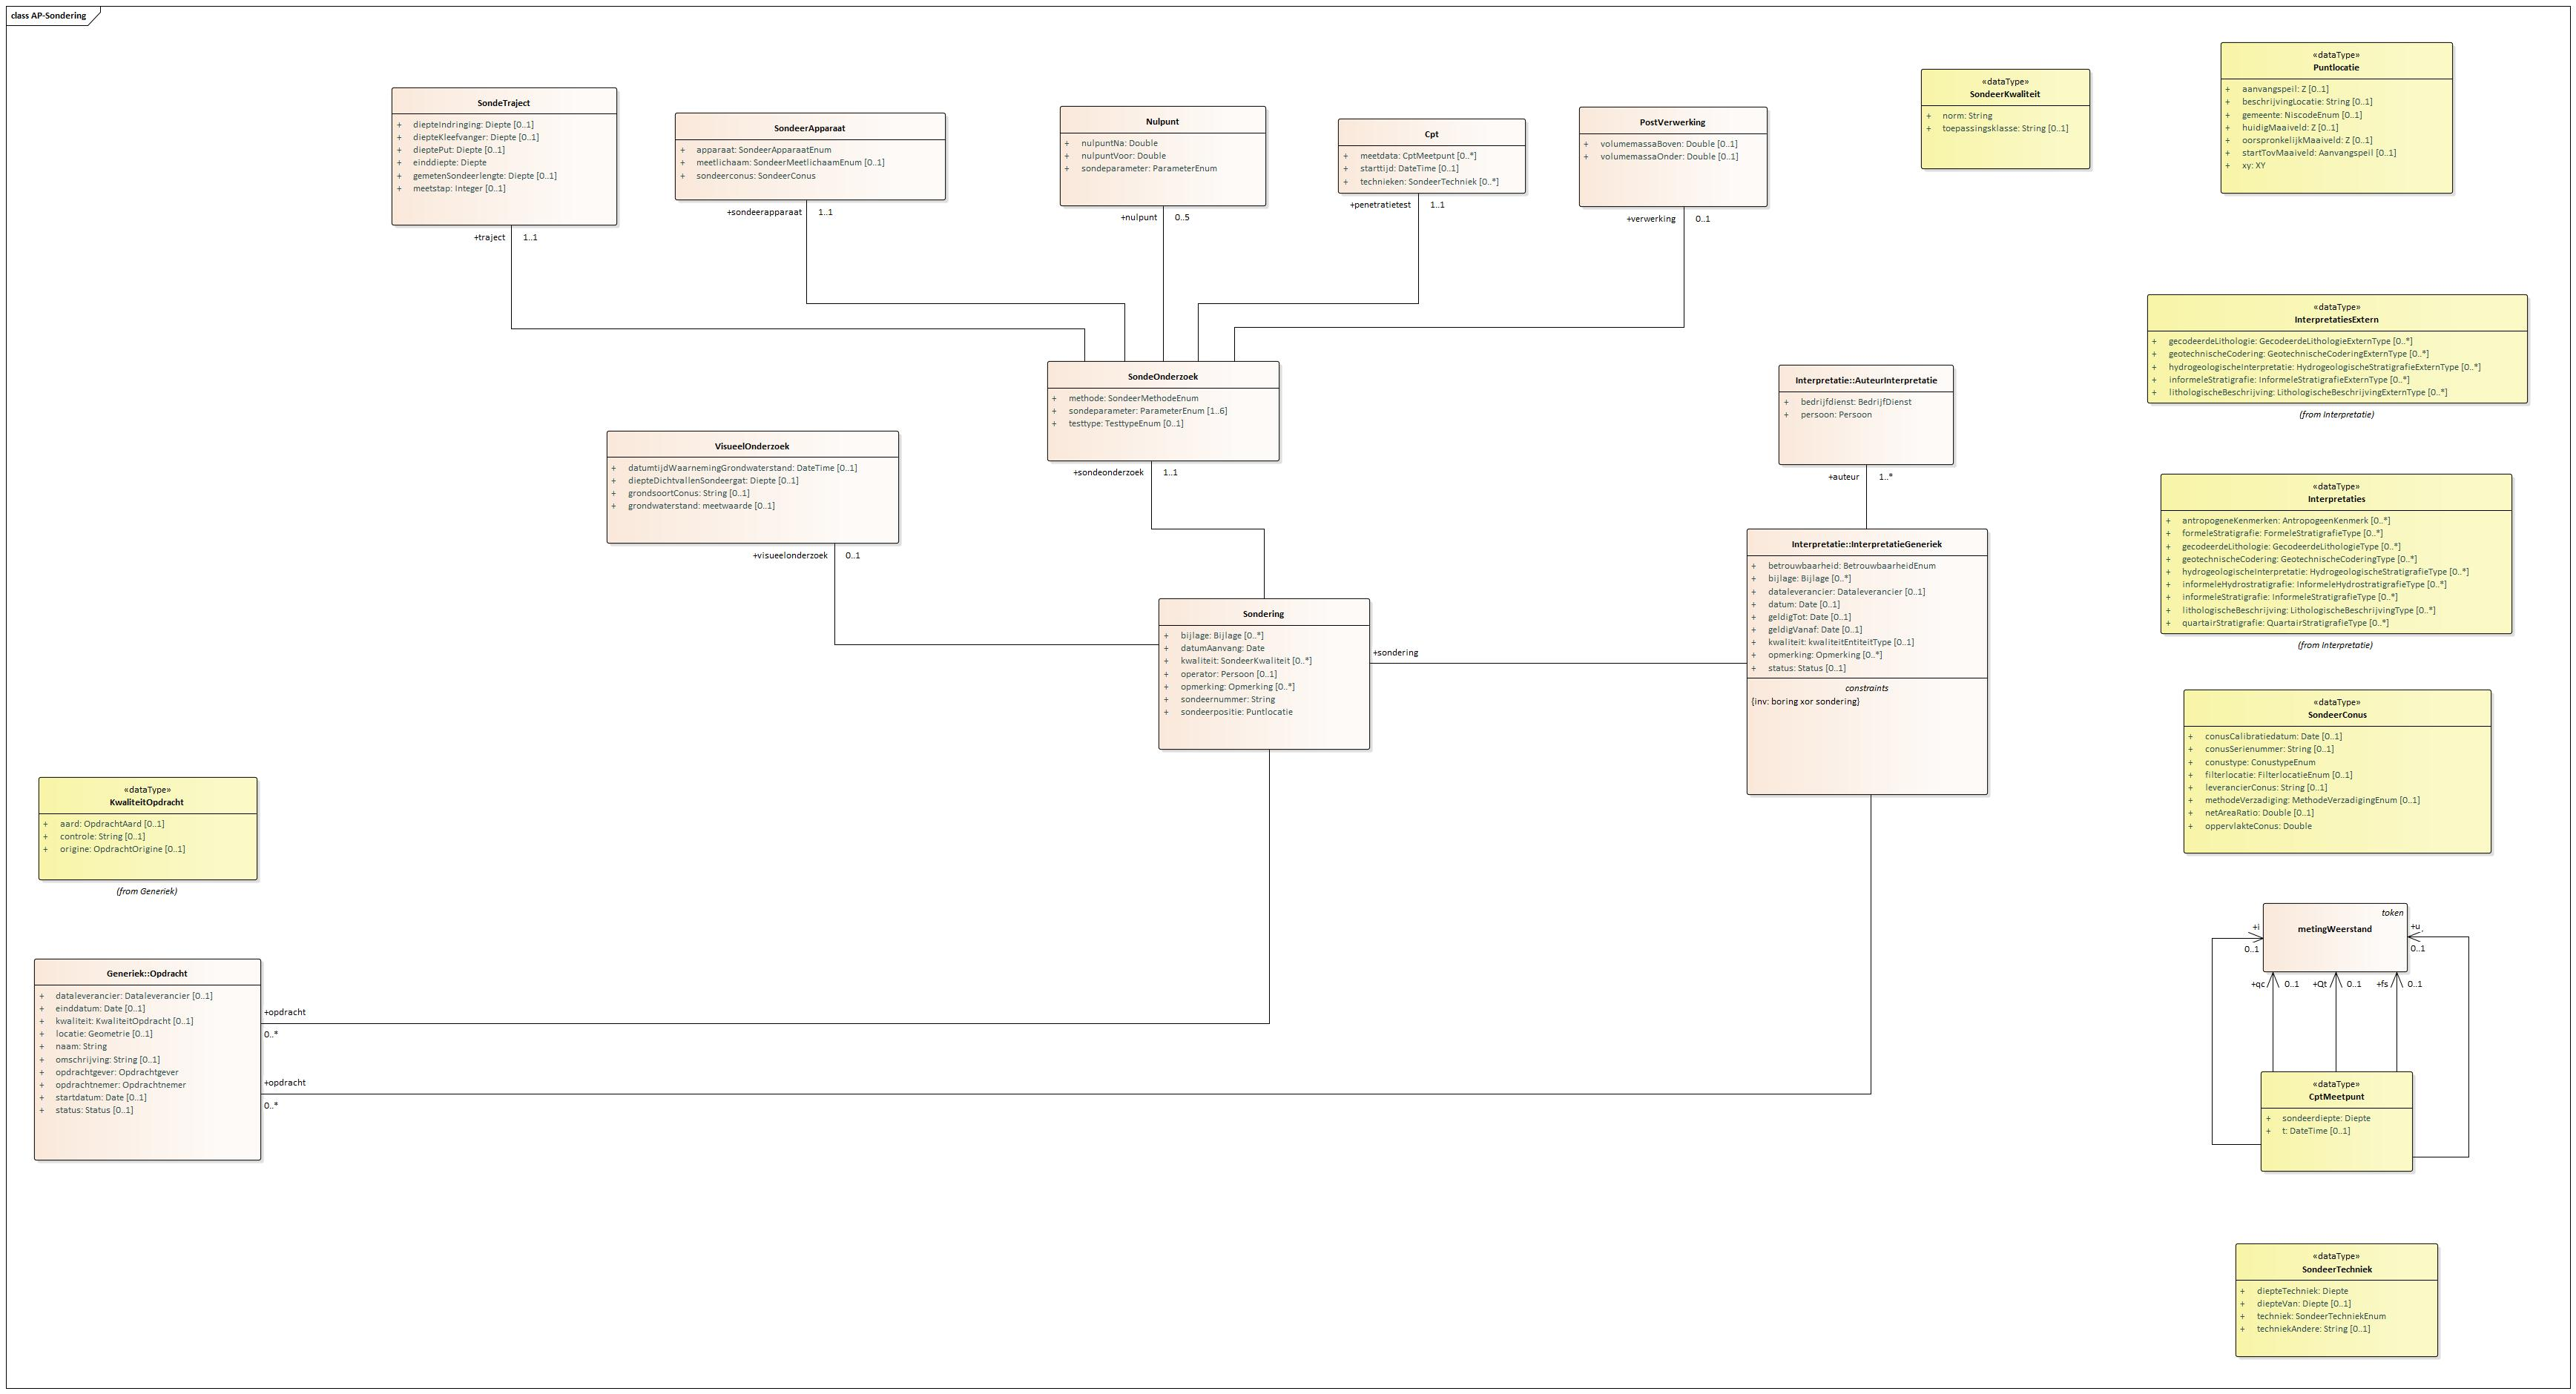 class AP-Sondering
SondeTraject
+ diepteIndringing: Diepte [0..1]
+ diepteKleefvanger: Diepte [0..1]
+ dieptePut: Diepte [0..1]
+ einddiepte: Diepte
+ gemetenSondeerlengte: Diepte [0..1]
+ meetstap: Integer [0..1]
+traject 1..1
SondeerApparaat
+ apparaat: SondeerApparaatEnum
+ meetlichaam: SondeerMeetlichaamEnum [0..1]
+ sondeerconus: SondeerConus
+sondeerapparaat 1..1
Nulpunt
+ nulpuntNa: Double
+ nulpuntVoor: Double
+ sondeparameter: ParameterEnum
+nulpunt 0..5
Cpt
+ meetdata: CptMeetpunt [0..*]
+ starttijd: DateTime [0..1]
+ technieken: SondeerTechniek [0..*]
+penetratietest 1..1
PostVerwerking
+ volumemassaBoven: Double [0..1]
+ volumemassaOnder: Double [0..1]
+verwerking 0..1
«dataType»
SondeerKwaliteit
+ norm: String
+ toepassingsklasse: String [0..1]
«dataType»
Puntlocatie
+ aanvangspeil: Z [0..1]
+ beschrijvingLocatie: String [0..1]
+ gemeente: NiscodeEnum [0..1]
+ huidigMaaiveld: Z [0..1]
+ oorspronkelijkMaaiveld: Z [0..1]
+ startTovMaaiveld: Aanvangspeil [0..1]
+ xy: XY
«dataType»
InterpretatiesExtern
+ gecodeerdeLithologie: GecodeerdeLithologieExternType [0..*]
+ geotechnischeCodering: GeotechnischeCoderingExternType [0..*]
+ hydrogeologischeInterpretatie: HydrogeologischeStratigrafieExternType [0..*]
+ informeleStratigrafie: InformeleStratigrafieExternType [0..*]
+ lithologischeBeschrijving: LithologischeBeschrijvingExternType [0..*]
(from Interpretatie)
SondeOnderzoek
+ methode: SondeerMethodeEnum
+ sondeparameter: ParameterEnum [1..6]
+ testtype: TesttypeEnum [0..1]
+sondeonderzoek 1..1
Interpretatie::AuteurInterpretatie
+ bedrijfdienst: BedrijfDienst
+ persoon: Persoon
+auteur 1..*
VisueelOnderzoek
+ datumtijdWaarnemingGrondwaterstand: DateTime [0..1]
+ diepteDichtvallenSondeergat: Diepte [0..1]
+ grondsoortConus: String [0..1]
+ grondwaterstand: meetwaarde [0..1]
+visueelonderzoek 0..1
«dataType»
Interpretaties
+ antropogeneKenmerken: AntropogeenKenmerk [0..*]
+ formeleStratigrafie: FormeleStratigrafieType [0..*]
+ gecodeerdeLithologie: GecodeerdeLithologieType [0..*]
+ geotechnischeCodering: GeotechnischeCoderingType [0..*]
+ hydrogeologischeInterpretatie: HydrogeologischeStratigrafieType [0..*]
+ informeleHydrostratigrafie: InformeleHydrostratigrafieType [0..*]
+ informeleStratigrafie: InformeleStratigrafieType [0..*]
+ lithologischeBeschrijving: LithologischeBeschrijvingType [0..*]
+ quartairStratigrafie: QuartairStratigrafieType [0..*]
(from Interpretatie)
Interpretatie::InterpretatieGeneriek
+ betrouwbaarheid: BetrouwbaarheidEnum
+ bijlage: Bijlage [0..*]
+ dataleverancier: Dataleverancier [0..1]
+ datum: Date [0..1]
+ geldigTot: Date [0..1]
+ geldigVanaf: Date [0..1]
+ kwaliteit: kwaliteitEntiteitType [0..1]
+ opmerking: Opmerking [0..*]
+ status: Status [0..1]
constraints
{inv: boring xor sondering}
Sondering
+ bijlage: Bijlage [0..*]
+ datumAanvang: Date
+ kwaliteit: SondeerKwaliteit [0..*]
+ operator: Persoon [0..1]
+ opmerking: Opmerking [0..*]
+ sondeernummer: String
+ sondeerpositie: Puntlocatie
+sondering
«dataType»
SondeerConus
+ conusCalibratiedatum: Date [0..1]
+ conusSerienummer: String [0..1]
+ conustype: ConustypeEnum
+ filterlocatie: FilterlocatieEnum [0..1]
+ leverancierConus: String [0..1]
+ methodeVerzadiging: MethodeVerzadigingEnum [0..1]
+ netAreaRatio: Double [0..1]
+ oppervlakteConus: Double
«dataType»
KwaliteitOpdracht
+ aard: OpdrachtAard [0..1]
+ controle: String [0..1]
+ origine: OpdrachtOrigine [0..1]
(from Generiek)
Generiek::Opdracht
+ dataleverancier: Dataleverancier [0..1]
+ einddatum: Date [0..1]
+ kwaliteit: KwaliteitOpdracht [0..1]
+ locatie: Geometrie [0..1]
+ naam: String
+ omschrijving: String [0..1]
+ opdrachtgever: Opdrachtgever
+ opdrachtnemer: Opdrachtnemer
+ startdatum: Date [0..1]
+ status: Status [0..1]
+opdracht
0..*
+opdracht
0..*
token
metingWeerstand
+i
0..1
+u
0..1
+qc 0..1 +Qt 0..1 +fs 0..1
«dataType»
CptMeetpunt
+ sondeerdiepte: Diepte
+ t: DateTime [0..1]
«dataType»
SondeerTechniek
+ diepteTechniek: Diepte
+ diepteVan: Diepte [0..1]
+ techniek: SondeerTechniekEnum
+ techniekAndere: String [0..1]